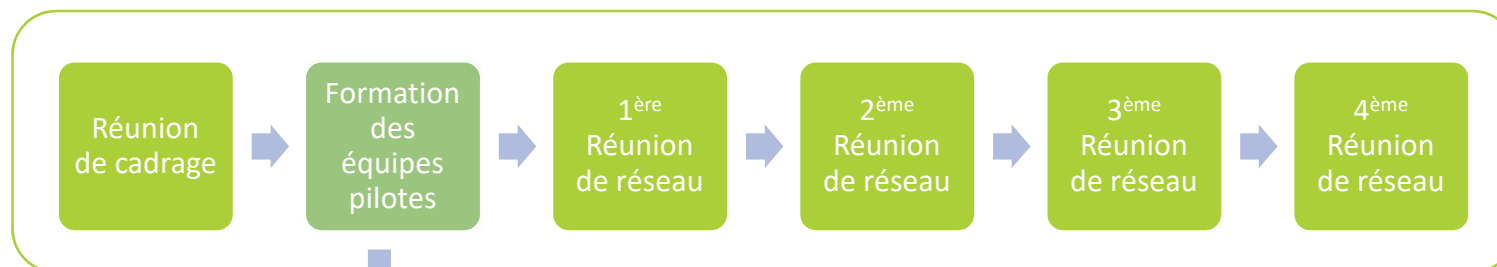 Réunion
de cadrage
Formation
des
équipes
pilotes
1ère
Réunion
de réseau
2ème
Réunion
de réseau
3ème
Réunion
de réseau
4ème
Réunion
de réseau